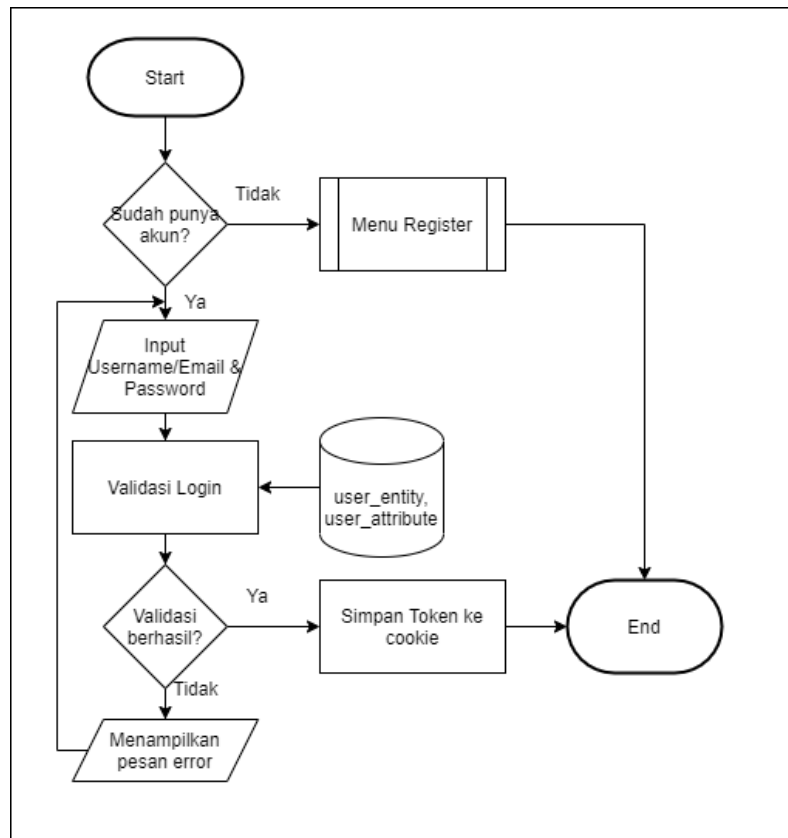 Start
Sudah punya
akun?
Tidak
Menu Register
Ya
Input
Username/Email &
Password
Validasi Login
user_entity,
user_attribute
Validasi
berhasil?
Ya
Simpan Token ke
cookie
End
Tidak
Menampilkan
pesan error